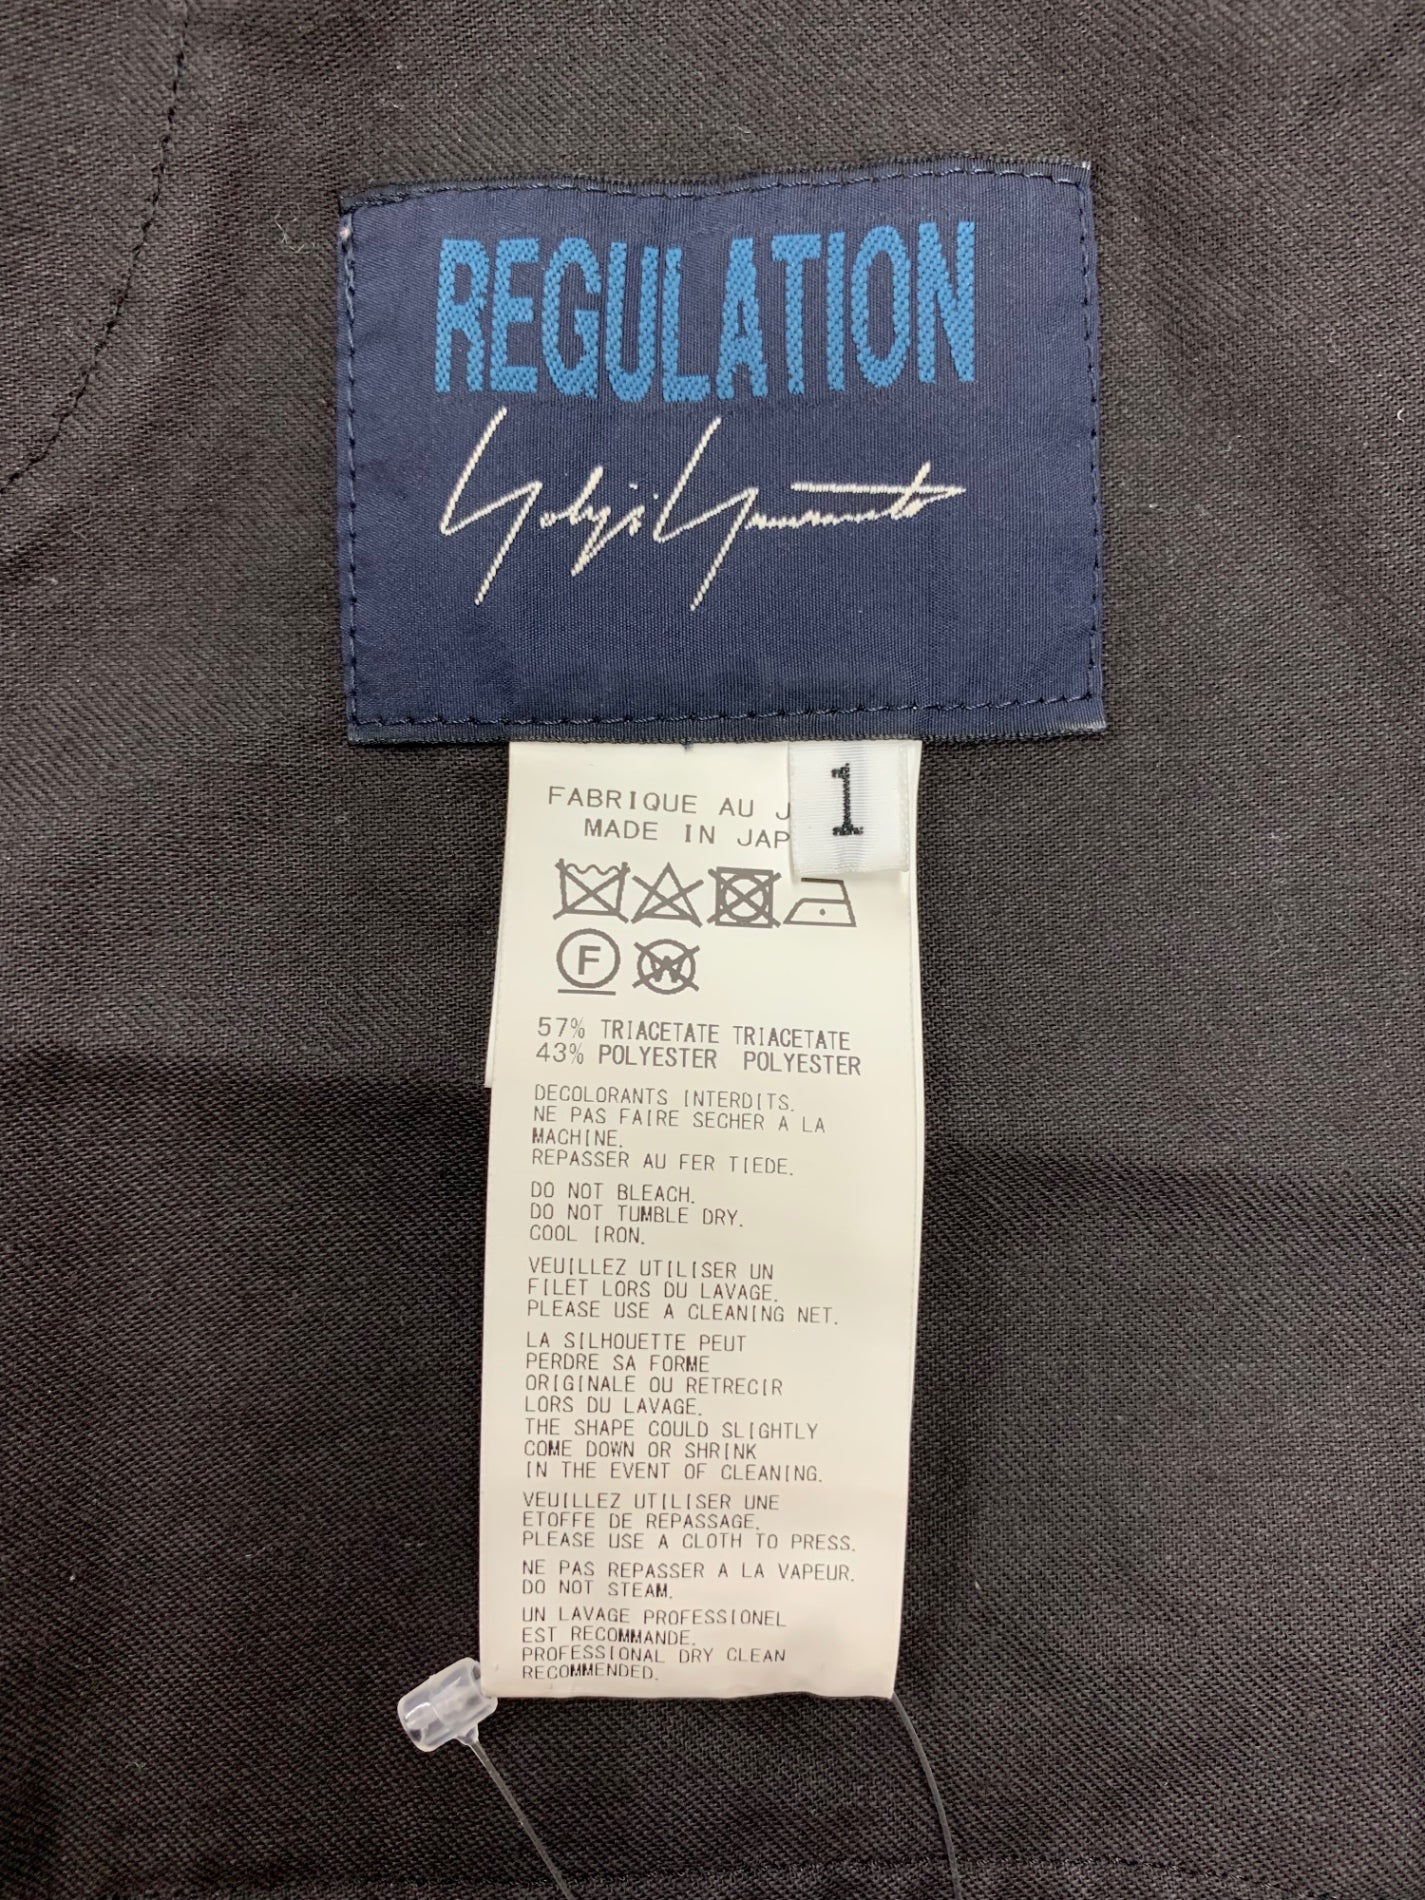 REGULATION
Yohji Yamamoto
1
FABRIQUE AU
MADE IN
F
W
57% TRIACETATE TRIACETATE
43% POLYESTER POLYESTER
DECOLORANTS INTERDITS.
NE PAS FAIRE SECHER A LA
MACHINE.
REPASSER AU FER TIEDE.
DO NOT BLEACH.
DO NOT TUMBLE DRY.
COOL IRON.
VEUILLEZ UTILISER UN
FILET LORS DU LAVAGE.
PLEASE USE A CLEANING NET.
LA SILHOUETTE PEUT
PERDRE SA FORME
ORIGINALE OU RETRECIR
LORS DU LAVAGE.
THE SHAPE COULD SLIGHTLY
COME DOWN OR SHRINK
IN THE EVENT OF CLEANING.
VEUILLEZ UTILISER UNE
ETOFFE DE REPASSAGE.
PLEASE USE A CLOTH TO PRESS.
NE PAS REPASSER A LA VAPEUR.
DO NOT STEAM.
UN LAVAGE PROFESSIONEL
EST RECOMMANDE.
PROFESSIONAL DRY CLEAN
RECOMMENDED.